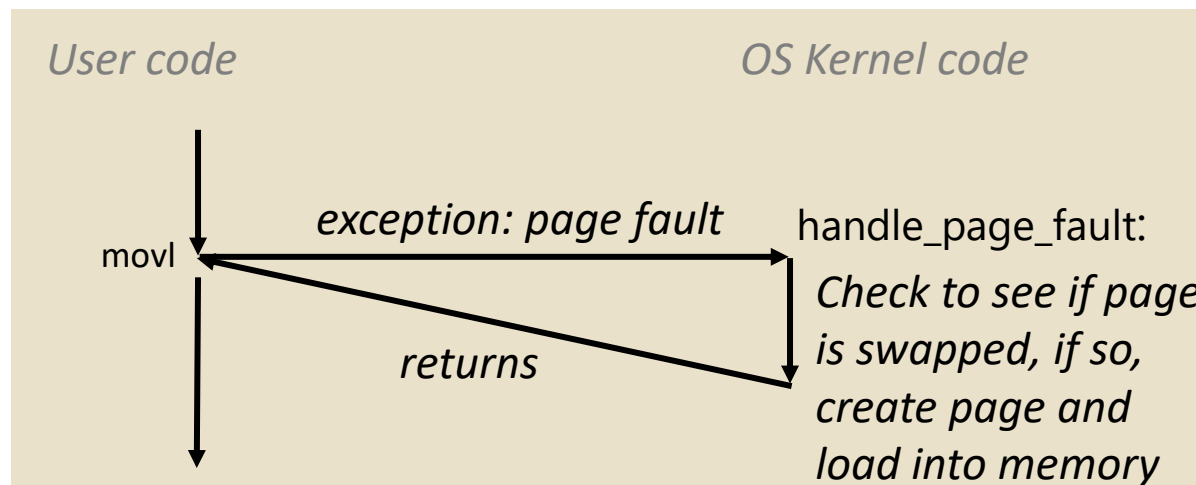 User code
OS Kernel code
exception: page fault
handle_page_fault:
movl
Check to see if page
is swapped, if so,
returns
create page and
load into memory